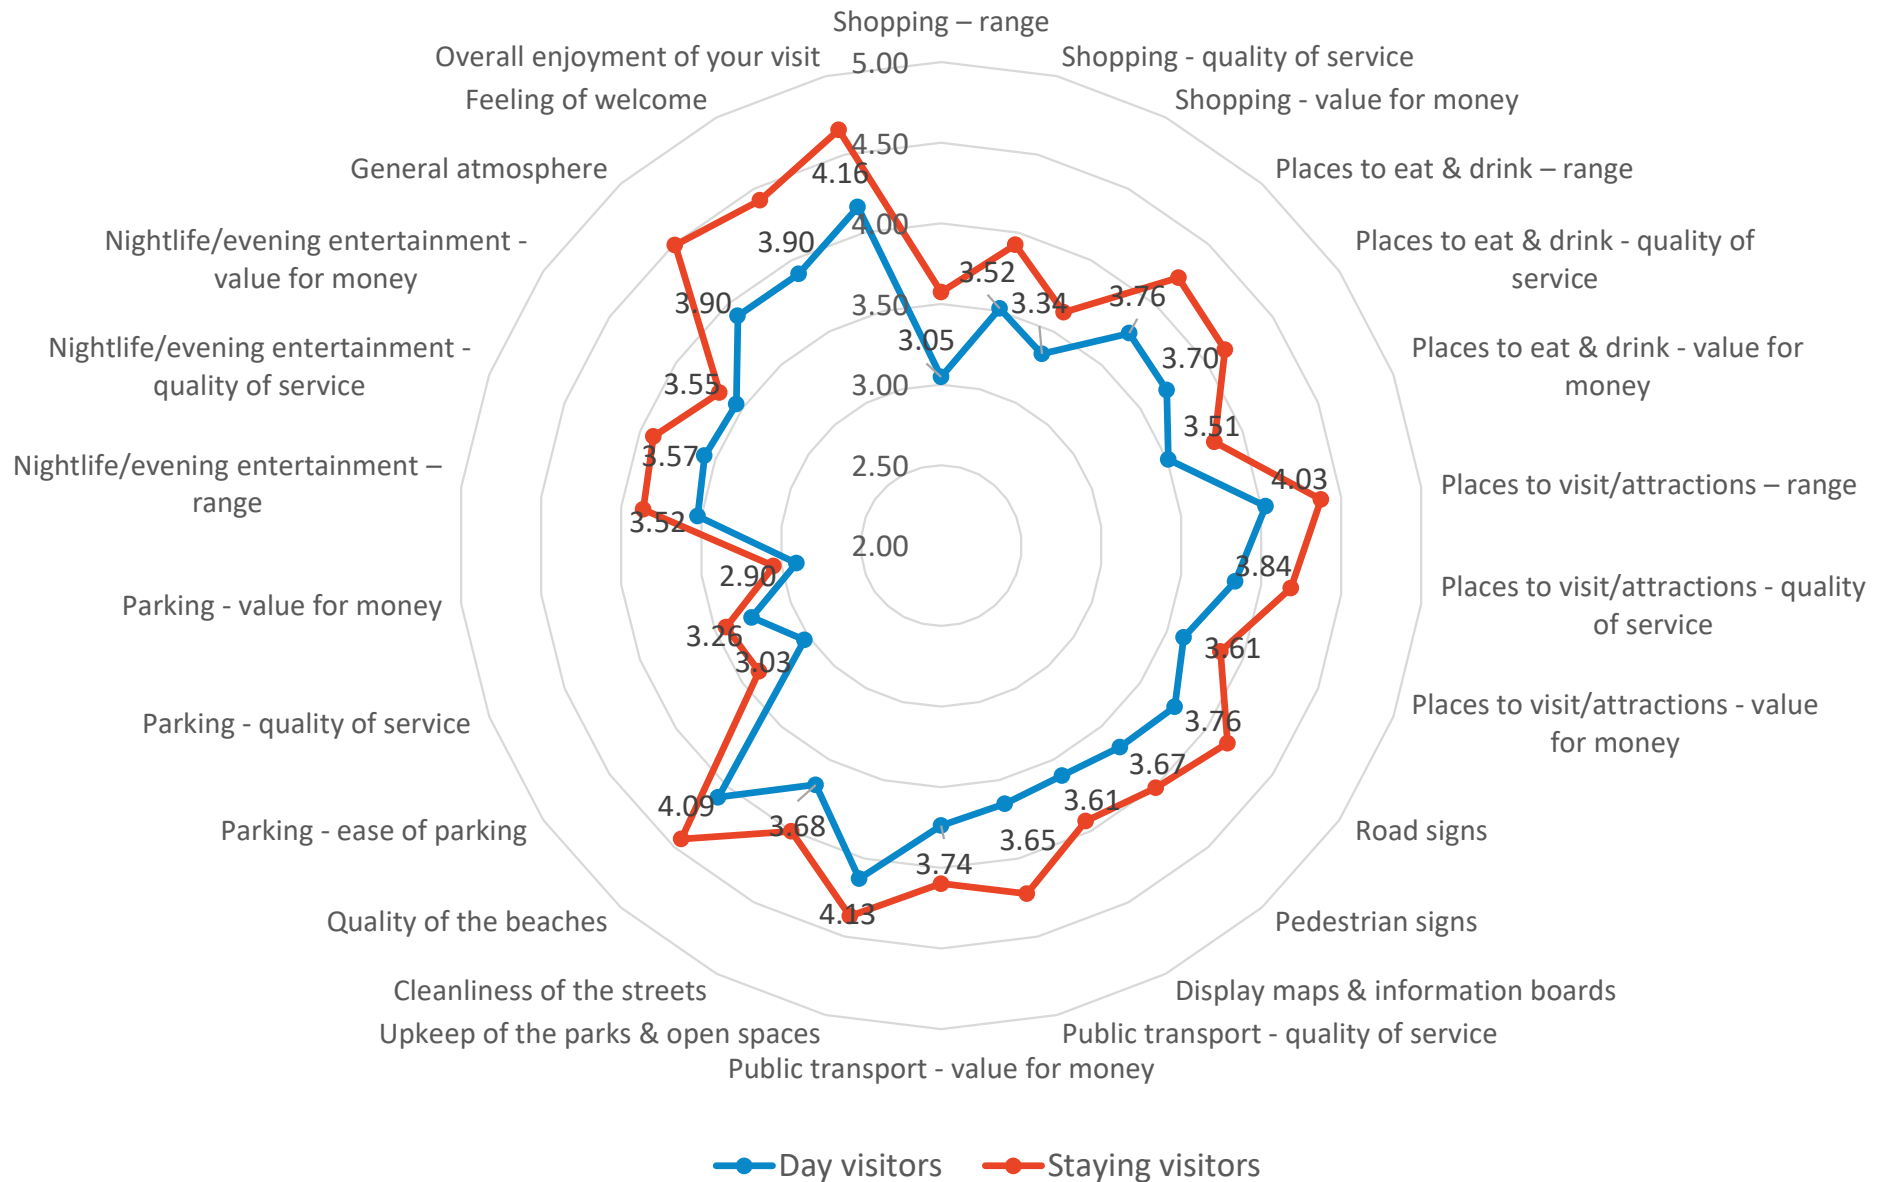 Shopping – range
Overall enjoyment of your visit
Shopping - quality of service
5.00
Feeling of welcome
Shopping - value for money
4.50
General atmosphere
4.16
Places to eat & drink – range
4.00
3.90
Nightlife/evening entertainment -
value for money
Places to eat & drink - quality of
service
3.52
3.34
3.76
3.90
3.50
3.05
Nightlife/evening entertainment -
quality of service
Places to eat & drink - value for
money
3.70
3.55
3.00
3.51
3.57
2.50
Nightlife/evening entertainment –
range
4.03
Places to visit/attractions – range
3.52
2.00
2.90
3.84
Parking - value for money
Places to visit/attractions - quality
of service
3.26
3.03
3.61
Parking - quality of service
Places to visit/attractions - value
for money
3.76
3.67
4.09
3.68
3.61
3.65
Parking - ease of parking
Road signs
3.74
4.13
Quality of the beaches
Pedestrian signs
Cleanliness of the streets
Display maps & information boards
Upkeep of the parks & open spaces
Public transport - quality of service
Public transport - value for money
Day visitors
Staying visitors